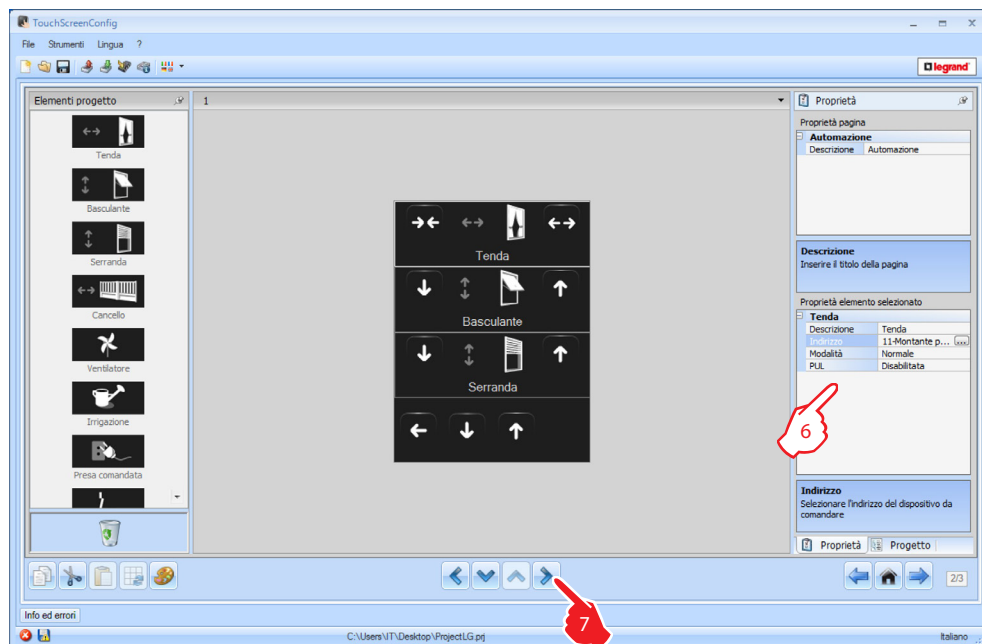 TouchScreenConfig
File Strumenti Lingua ?
legrand
Elementi progetto
1
Tenda
Basculante
Serranda
Cancello
Ventilatore
Irrigazione
Presa comandata
Tenda
Basculante
Serranda
Proprietà
Proprietà pagina
Automazione
Descrizione Automazione
Descrizione
Inserire il titolo della pagina
Proprietà elemento selezionato
Tenda
Descrizione Tenda
Indirizzo 11-Montante p... ...
Modalità Normale
PUL Disabilitata
6
Indirizzo
Selezionare l'indirizzo del dispositivo da
comandare
Proprietà Progetto
2/3
7
Info ed errori
C:\Users\IT\Desktop\ProjectLG.prj
Italiano